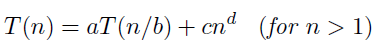 T(n) = aT(n/b) + cn^d (for n > 1)